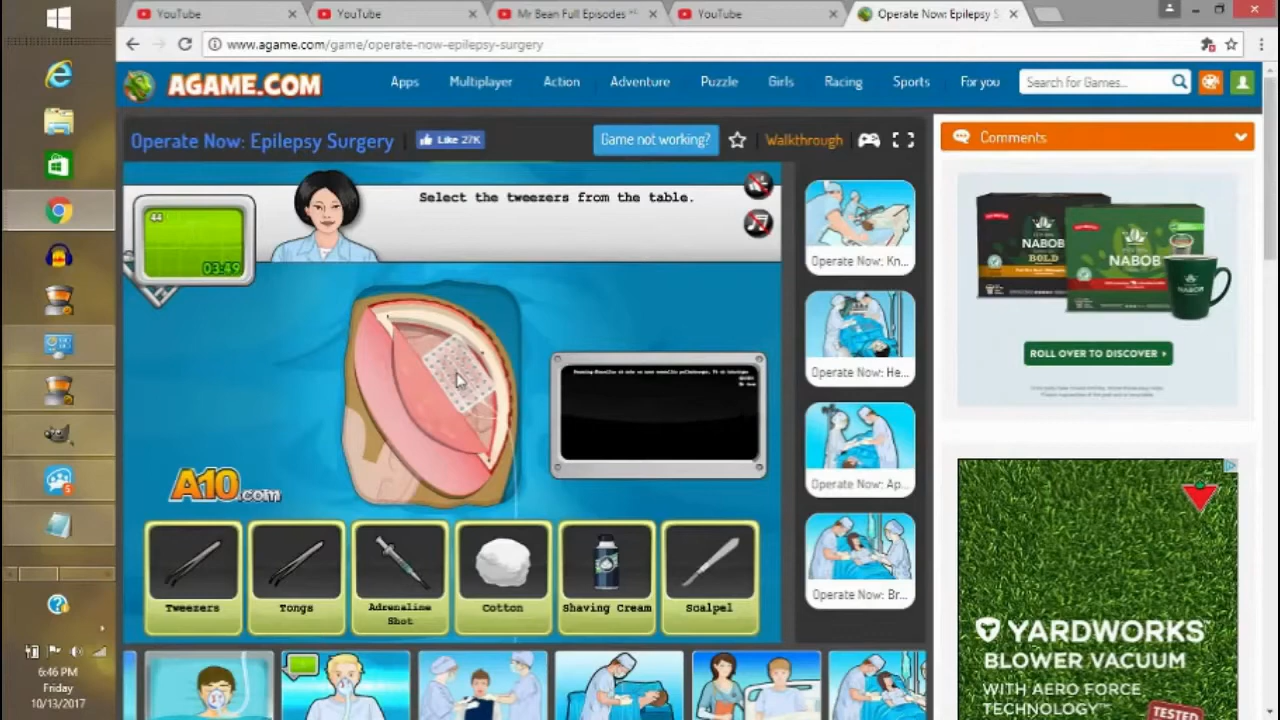 YouTube
YouTube
Mr Bean Full Episodes
YouTube
Operate Now: Epilepsy S
www.agame.com/game/operate-now-epilepsy-surgery
AGAME.COM
Apps
Multiplayer
Action
Adventure
Puzzle
Girls
Racing
Sports
For you
Search for Games...
Operate Now: Epilepsy Surgery
Like 27K
Game not working?
Walkthrough
Comments
Select the tweezers from the table.
44
03:49
A10.com
Tweezers
Tongs
Adrenaline
Shot
Cotton
Shaving Cream
Scalpel
Operate Now: Kn...
Operate Now: He...
Operate Now: Ap...
Operate Now: Br...
NABOB
BOLD
NABOB
NABOB
ROLL OVER TO DISCOVER
YARDWORKS
BLOWER VACUUM
WITH AERO FORCE
TECHNOLOGY™
TESTED
5
6:46 PM
Friday
10/13/2017